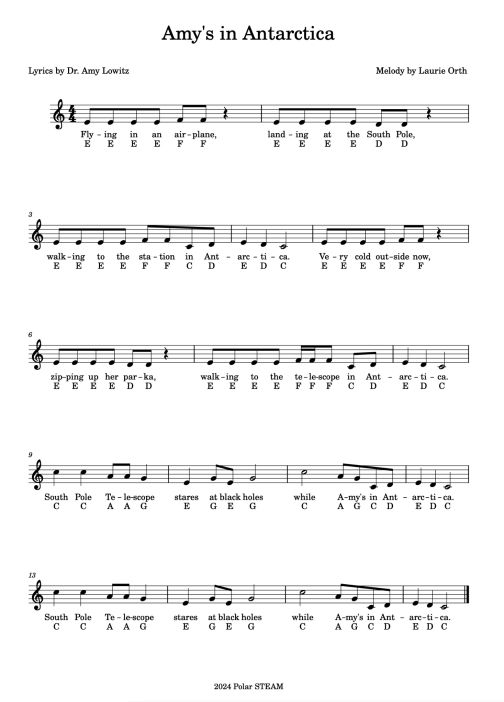 Amy's in Antarctica
Lyrics by Dr. Amy Lowitz
Melody by Laurie Orth
Fly - ing in an air - plane, land - ing at the South Pole,
E E E E F F E E E E D D
3
walk - ing to the sta - tion in Ant - arc - ti - ca. Ve - ry cold out - side now,
E E E E F F C D E D C E E E E F F
6
zip - ping up her par - ka, walk - ing to the te - le - scope in Ant - arc - ti - ca.
E E E E D D E E E E F F F C D E D C
9
South Pole Te - le - scope stares at black holes while A - my's in Ant - arc - ti - ca.
C C A A G E G E G C A G C D E D C
13
South Pole Te - le - scope stares at black holes while A - my's in Ant - arc - ti - ca.
C C A A G E G E G C A G C D E D C
2024 Polar STEAM